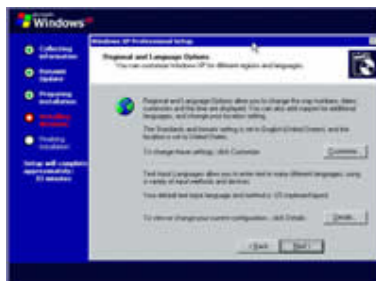 Microsoft
Windows xp
Collecting
information
Dynamic
Update
Preparing
installation
Installing
Windows
Finalizing
installation
Setup will complete
approximately:
33 minutes
Windows XP Professional Setup
Regional and Language Options
You can customize Windows XP for different regions and languages.
Regional and Language Options allow you to change the way numbers, dates,
currencies and the time are displayed. You can also add support for additional
languages, and change your location setting.
The Standards and formats setting is set to English (United States), and the
location is set to United States.
To change these settings, click Customize.
Customize...
Text Input Languages allow you to enter text in many different languages, using
a variety of input methods and devices.
Your default text input language and method is: US keyboard layout
To view or change your current configuration, click Details.
Details...
< Back
Next >